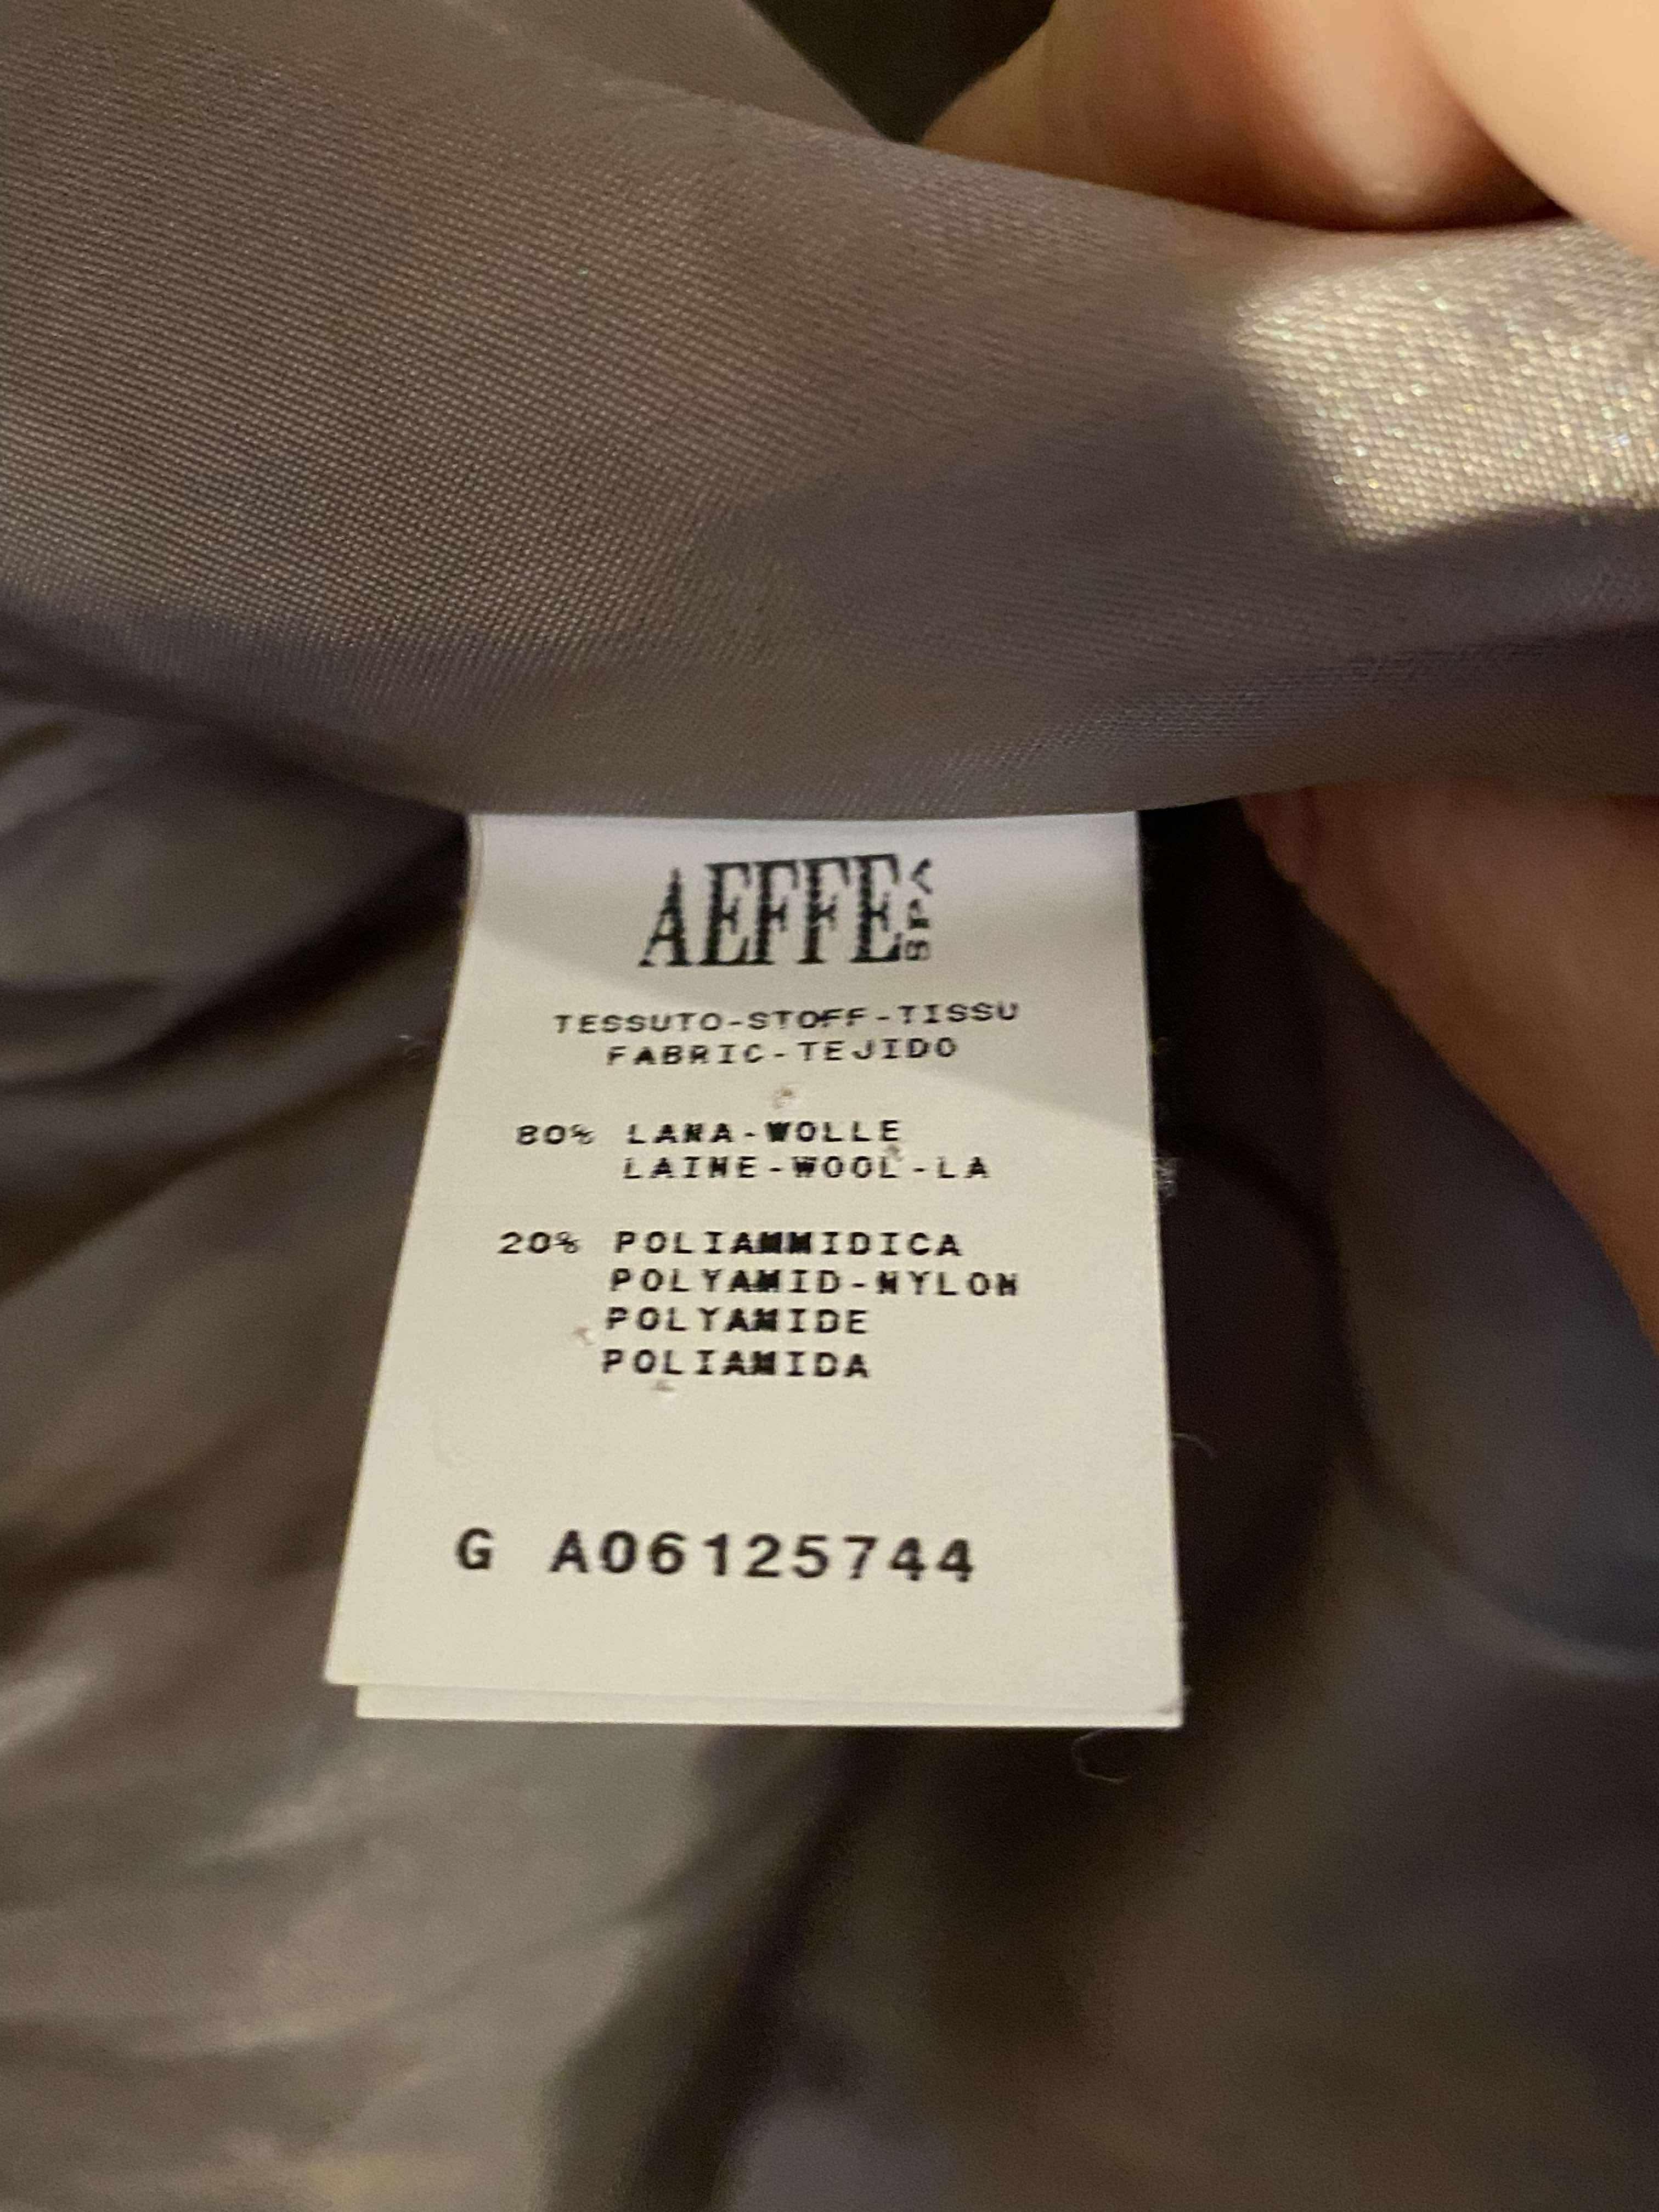 AEFFE SPA
TESSUTO-STOFF-TISSU
FABRIC-TEJIDO
80% LANA-WOLLE
LAINE-WOOL-LA
20% POLIAMMIDICA
POLYAMID-NYLON
POLYAMIDE
POLIAMIDA
G A06125744